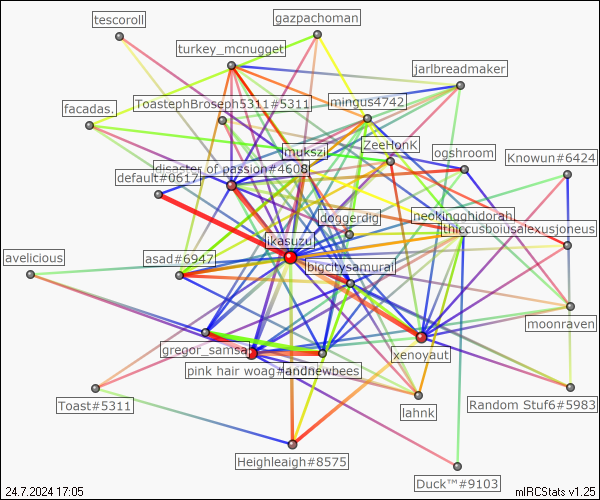 tescoroll
gazpachoman
turkey_mcnugget
jarlbreadmaker
ToastephBroseph5311#5311
mingus4742
facadas.
ZeeHonK
mukszi
ogshroom
Knowun#6424
disaster of passion#4608
default#0617
doggerdig
neokingghidorah
thiccusboiusalexusjoneus
ikasuzu
avelicious
asad#6947
bigcitysamurai
moonraven
gregor_samsa
xenoyaut
pink hair woag#
landnewbees
Toast#5311
lahnk
Random Stuf6#5983
Heighleaigh#8575
Duck™#9103
24.7.2024 17:05
mIRCStats v1.25